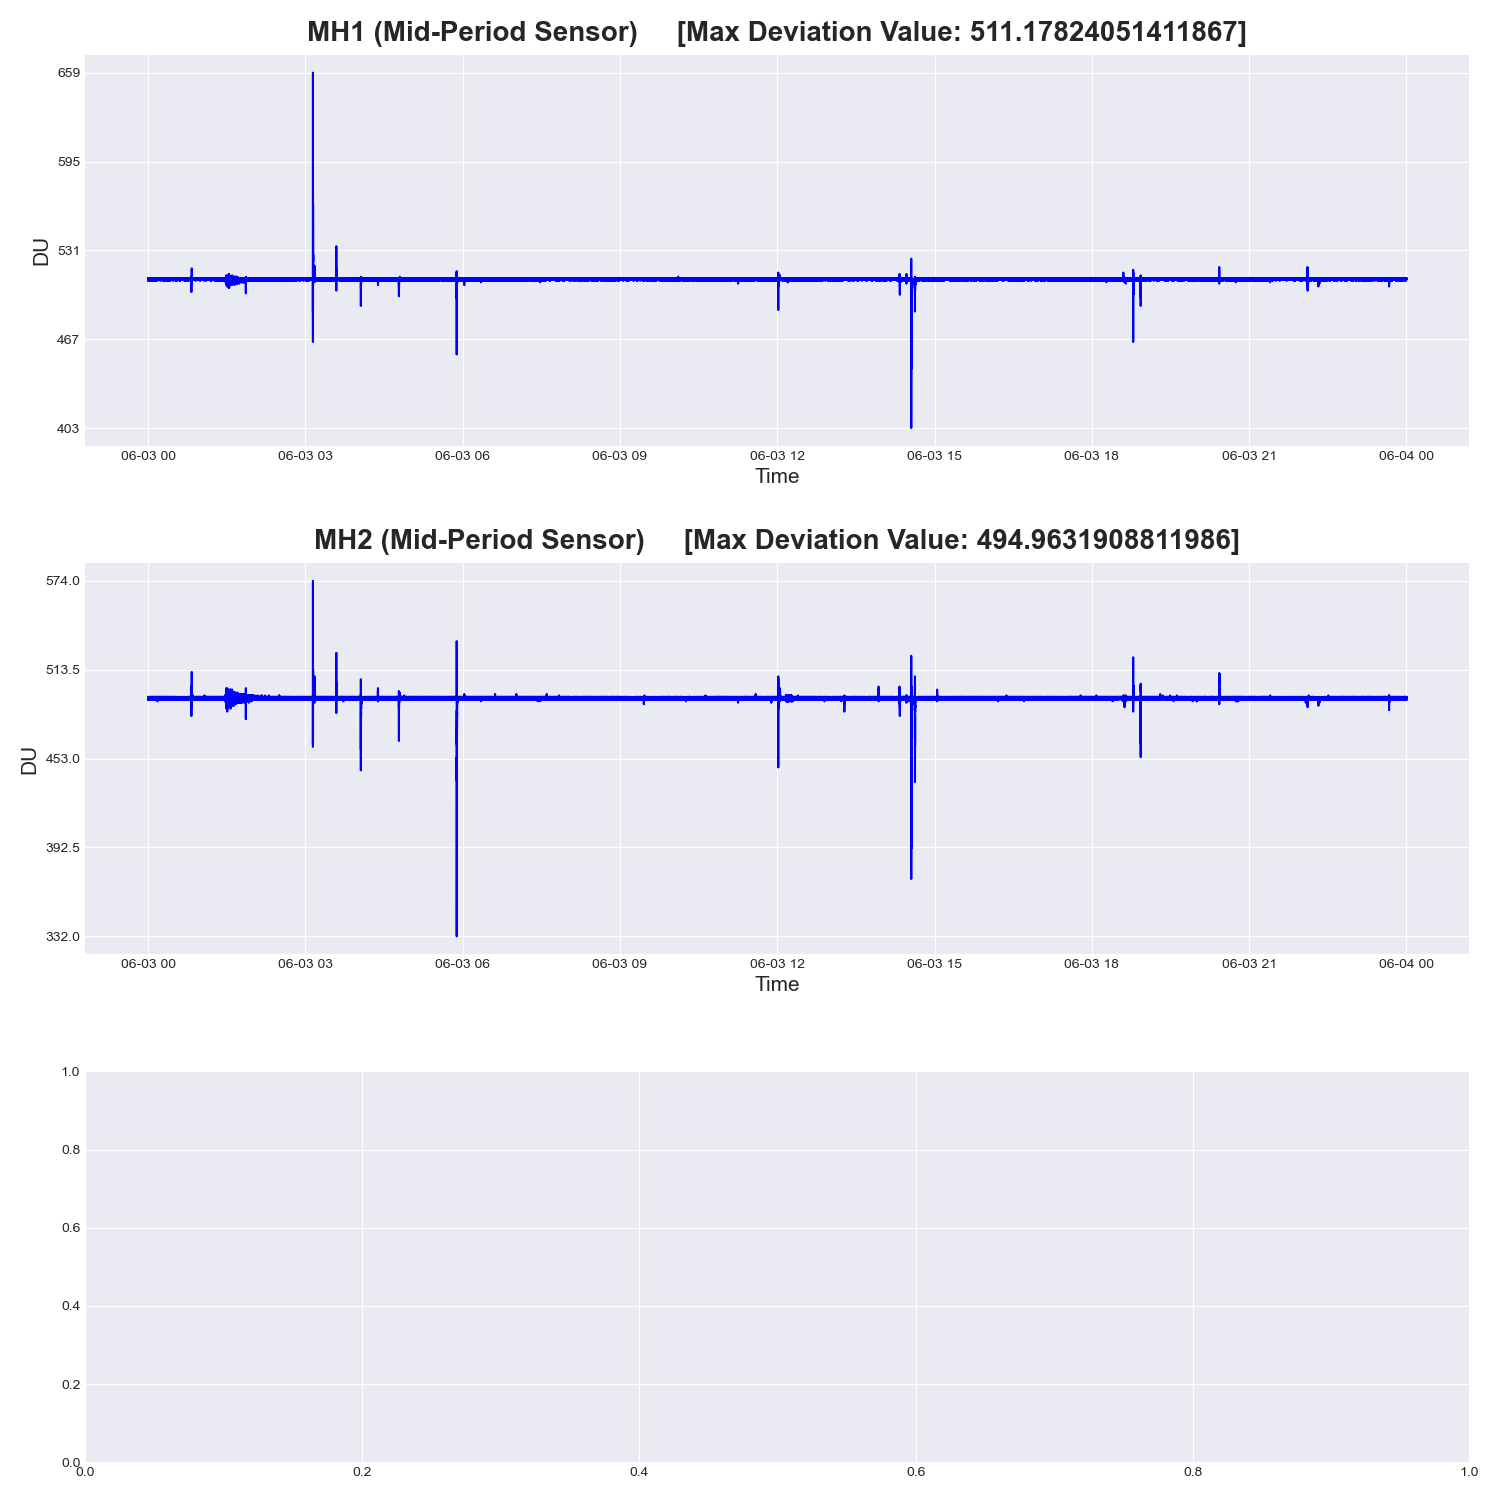 MH1 (Mid-Period Sensor) [Max Deviation Value: 511.17824051411867]
659
595
531
467
403
DU
06-03 00 06-03 03 06-03 06 06-03 09 06-03 12 06-03 15 06-03 18 06-03 21 06-04 00
Time
MH2 (Mid-Period Sensor) [Max Deviation Value: 494.9631908811986]
574.0
513.5
453.0
392.5
332.0
DU
06-03 00 06-03 03 06-03 06 06-03 09 06-03 12 06-03 15 06-03 18 06-03 21 06-04 00
Time
1.0
0.8
0.6
0.4
0.2
0.0
0.0 0.2 0.4 0.6 0.8 1.0